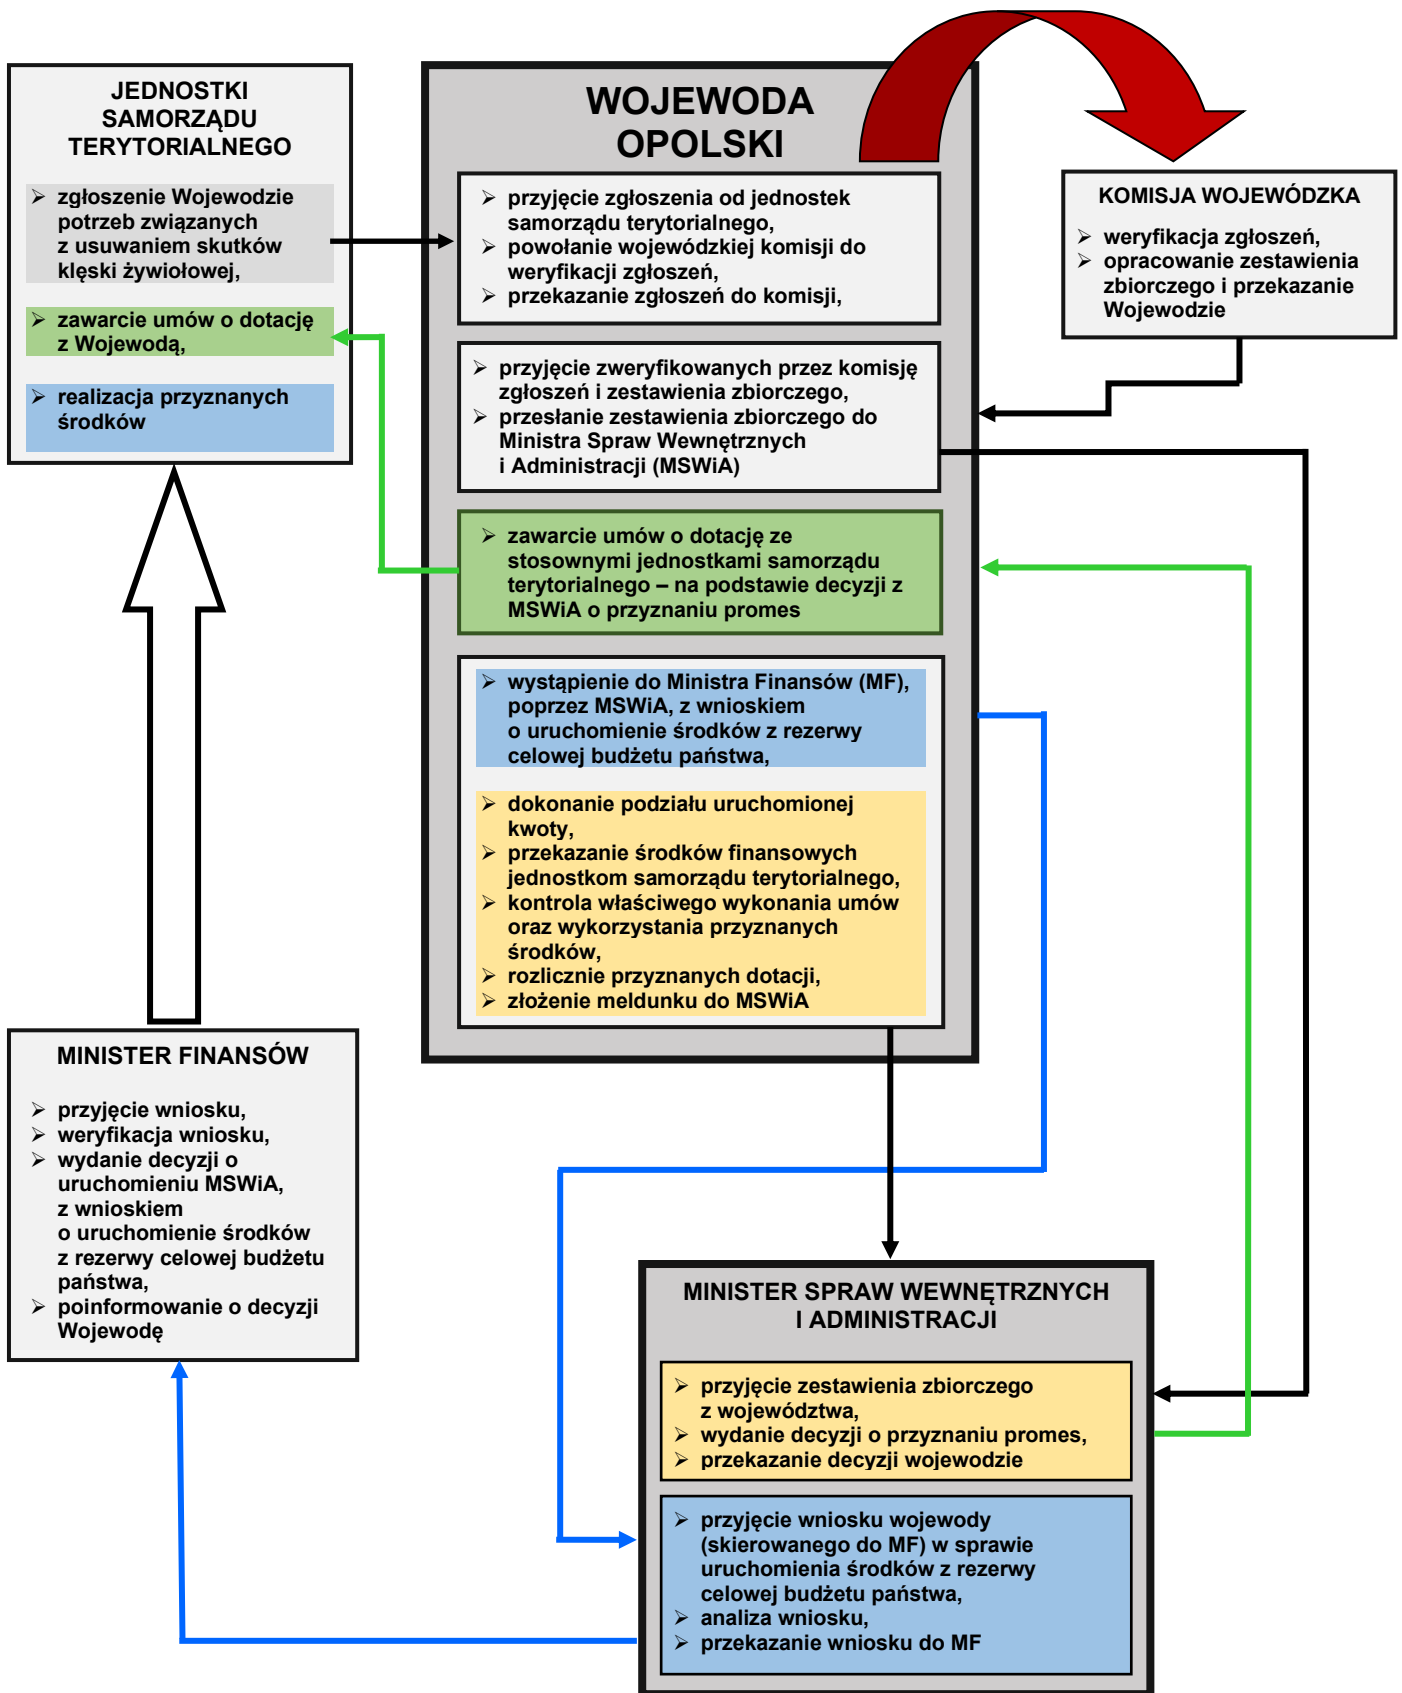 JEDNOSTKI
SAMORZĄDU
TERYTORIALNEGO
➢ zgłoszenie Wojewodzie
potrzeb związanych
z usuwaniem skutków
klęski żywiołowej,
➢ zawarcie umów o dotację
z Wojewodą,
➢ realizacja przyznanych
środków
WOJEWODA
OPOLSKI
➢ przyjęcie zgłoszenia od jednostek
samorządu terytorialnego,
➢ powołanie wojewódzkiej komisji do
weryfikacji zgłoszeń,
➢ przekazanie zgłoszeń do komisji,
➢ przyjęcie zweryfikowanych przez komisję
zgłoszeń i zestawienia zbiorczego,
➢ przesłanie zestawienia zbiorczego do
Ministra Spraw Wewnętrznych
i Administracji (MSWiA)
➢ zawarcie umów o dotację ze
stosownymi jednostkami samorządu
terytorialnego – na podstawie decyzji z
MSWiA o przyznaniu promes
➢ wystąpienie do Ministra Finansów (MF),
poprzez MSWiA, z wnioskiem
o uruchomienie środków z rezerwy
celowej budżetu państwa,
➢ dokonanie podziału uruchomionej
kwoty,
➢ przekazanie środków finansowych
jednostkom samorządu terytorialnego,
➢ kontrola właściwego wykonania umów
oraz wykorzystania przyznanych
środków,
➢ rozlicznie przyznanych dotacji,
➢ złożenie meldunku do MSWiA
KOMISJA WOJEWÓDZKA
➢ weryfikacja zgłoszeń,
➢ opracowanie zestawienia
zbiorczego i przekazanie
Wojewodzie
MINISTER FINANSÓW
➢ przyjęcie wniosku,
➢ weryfikacja wniosku,
➢ wydanie decyzji o
uruchomieniu MSWiA,
z wnioskiem
o uruchomienie środków
z rezerwy celowej budżetu
państwa,
➢ poinformowanie o decyzji
Wojewodę
MINISTER SPRAW WEWNĘTRZNYCH
I ADMINISTRACJI
➢ przyjęcie zestawienia zbiorczego
z województwa,
➢ wydanie decyzji o przyznaniu promes,
➢ przekazanie decyzji wojewodzie
➢ przyjęcie wniosku wojewody
(skierowanego do MF) w sprawie
uruchomienia środków z rezerwy
celowej budżetu państwa,
➢ analiza wniosku,
➢ przekazanie wniosku do MF